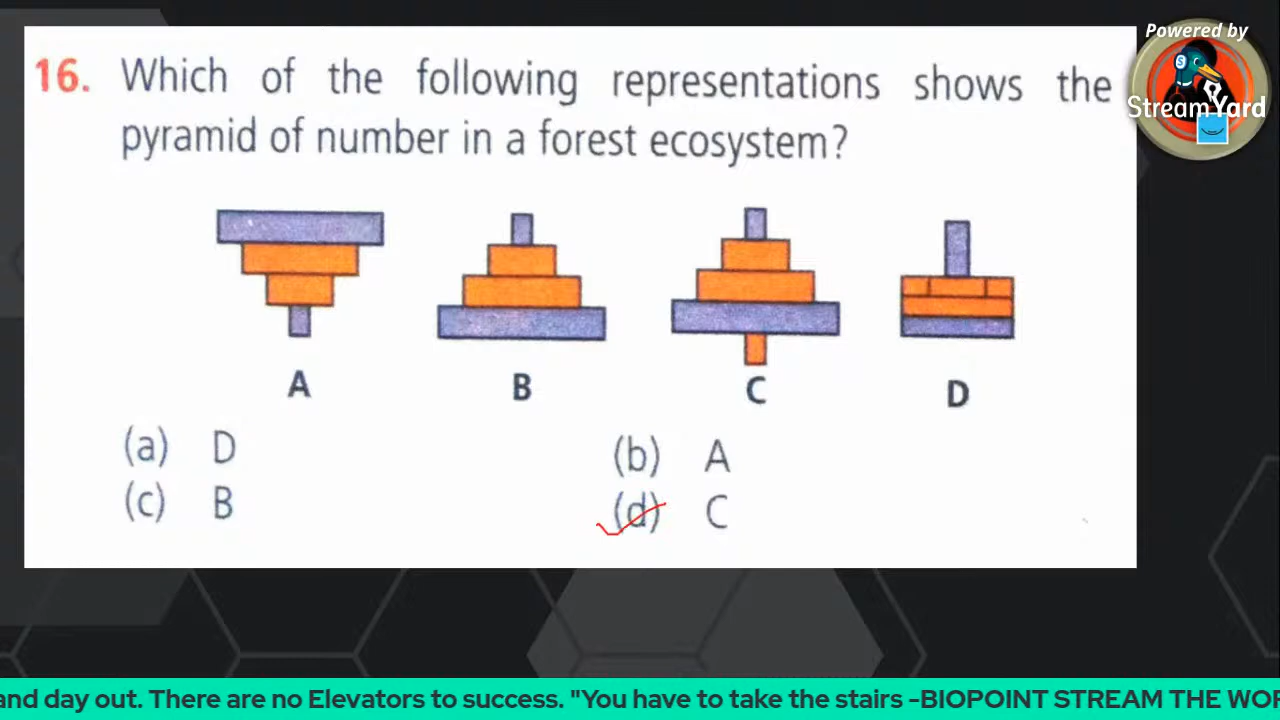 Powered by
StreamYard
16. Which of the following representations shows the
pyramid of number in a forest ecosystem?
A B C D
(a) D (b) A
(c) B (d) C
and day out. There are no Elevators to success. "You have to take the stairs -BIOPOINT STREAM THE WOR